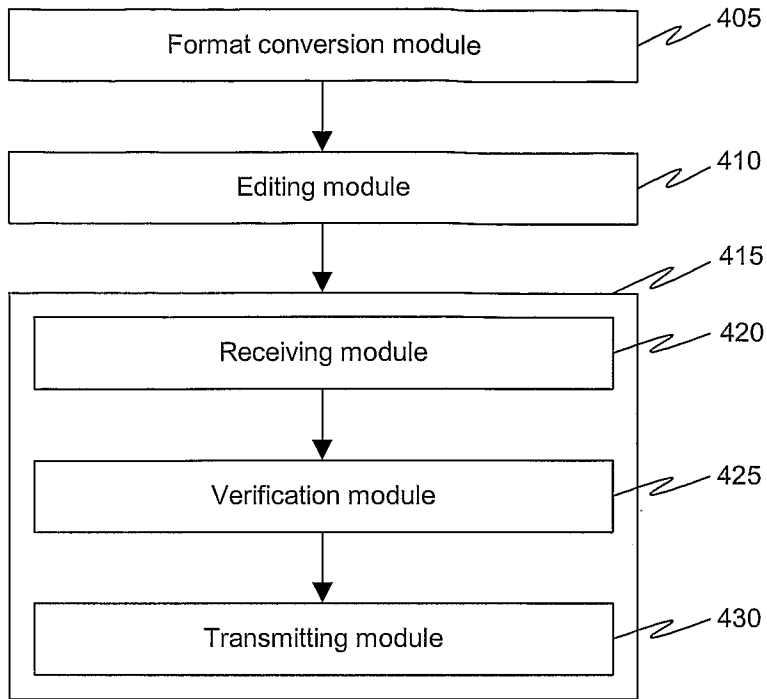 Format conversion module
405
Editing module
410
415
Receiving module
420
Verification module
425
Transmitting module
430